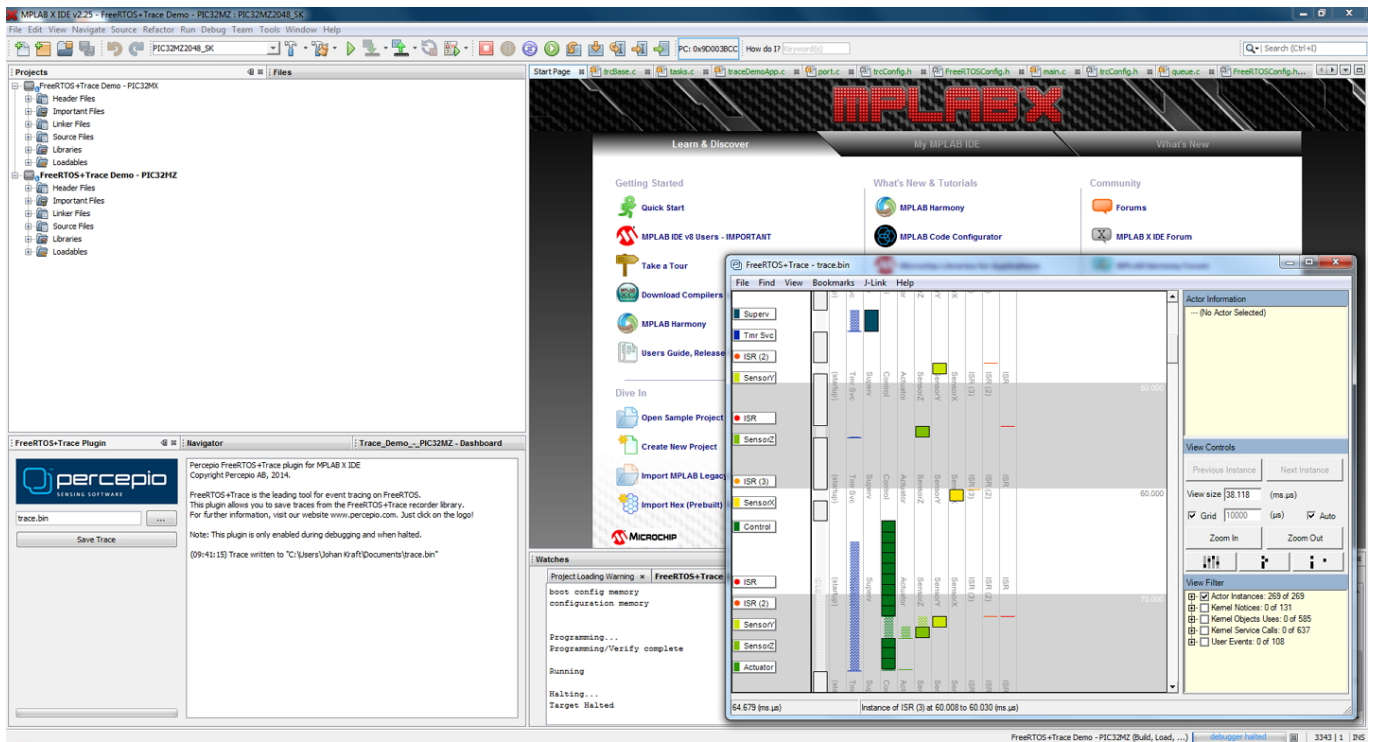 MPLAB X IDE v2.25 - FreeRTOS+Trace Demo - PIC32MZ : PIC32MZ2048_SK
File Edit View Navigate Source Refactor Run Debug Team Tools Window Help
PIC32MZ2048_SK
PC: 0x9D003BCC
How do I? (Keyword(s))
Search (Ctrl+I)
Projects
Files
FreeRTOS+Trace Demo - PIC32MX
Header Files
Important Files
Linker Files
Source Files
Libraries
Loadables
FreeRTOS+Trace Demo - PIC32MZ
Header Files
Important Files
Linker Files
Source Files
Libraries
Loadables
Start Page
trcBase.c
tasks.c
traceDemoApp.c
port.c
trcConfig.h
FreeRTOSConfig.h
main.c
trcConfig.h
queue.c
FreeRTOSConfig.h...
MPLAB X
Learn & Discover
My MPLAB IDE
What's New
Getting Started
What's New & Tutorials
Community
Quick Start
MPLAB Harmony
Forums
MPLAB IDE v8 Users - IMPORTANT
MPLAB Code Configurator
MPLAB X IDE Forum
Take a Tour
Download Compilers
MPLAB Harmony
Users Guide, Release
Dive In
Open Sample Project
Create New Project
Import MPLAB Legacy
Import Hex (Prebuilt)
MICROCHIP
FreeRTOS+Trace Plugin
Navigator
Trace_Demo_-_PIC32MZ - Dashboard
percepio
SENSING SOFTWARE
trace.bin
...
Save Trace
Percepio FreeRTOS+Trace plugin for MPLAB X IDE
Copyright Percepio AB, 2014.
FreeRTOS+Trace is the leading tool for event tracing on FreeRTOS.
This plugin allows you to save traces from the FreeRTOS+Trace recorder library.
For further information, visit our website www.percepio.com. Just click on the logo!
Note: This plugin is only enabled during debugging and when halted.
(09:41:15) Trace written to "C:\Users\Johan Kraft\Documents\trace.bin"
Watches
Project Loading Warning
FreeRTOS+Trace
boot config memory
configuration memory
Programming...
Programming/Verify complete
Running
Halting...
Target Halted
FreeRTOS+Trace - trace.bin
File Find View Bookmarks J-Link Help
Superv
Tmr Svc
ISR (2)
SensorY
ISR
SensorZ
ISR (3)
SensorX
Control
ISR
ISR (2)
SensorY
SensorZ
Actuator
(startup)
Tmr Svc
Superv
Control
Actuator
SensorZ
SensorY
SensorX
ISR (3)
ISR (2)
ISR
50.000
60.000
70.000
Actor Information
--- (No Actor Selected)
View Controls
Previous Instance
Next Instance
View size 38.118 (ms.µs)
Grid 10000 (µs) Auto
Zoom In
Zoom Out
View Filter
Actor Instances: 269 of 269
Kernel Notices: 0 of 131
Kernel Objects Uses: 0 of 585
Kernel Service Calls: 0 of 637
User Events: 0 of 108
64.679 (ms.µs)
Instance of ISR (3) at 60.008 to 60.030 (ms.µs)
FreeRTOS+Trace Demo - PIC32MZ (Build, Load, ...)
debugger halted
3343 | 1
INS